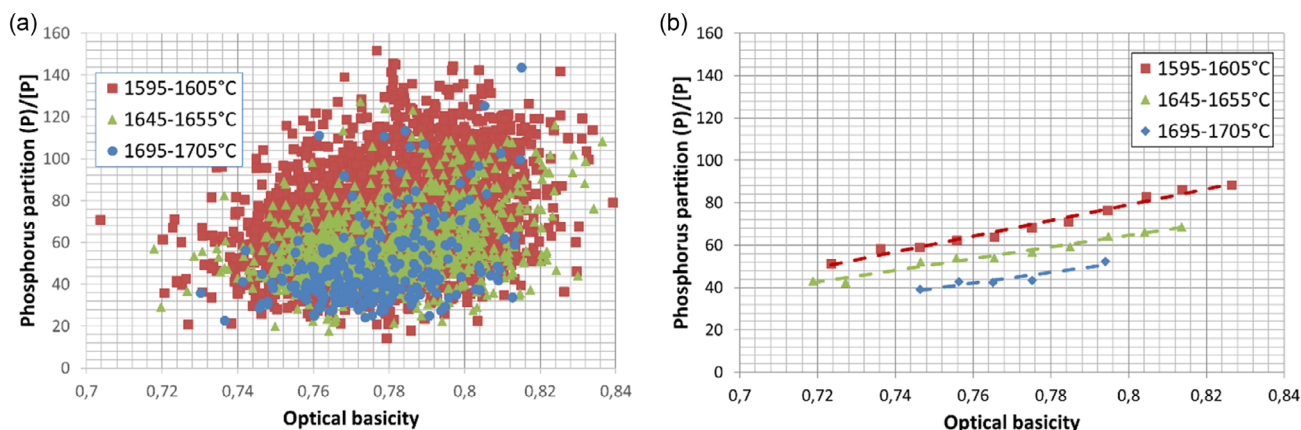 (a)
Phosphorus partition (P)/[P]
160
140
120
100
80
60
40
20
0
1595-1605°C
1645-1655°C
1695-1705°C
0,7 0,72 0,74 0,76 0,78 0,8 0,82 0,84
Optical basicity
(b)
Phosphorus partition (P)/[P]
160
140
120
100
80
60
40
20
0
1595-1605°C
1645-1655°C
1695-1705°C
0,7 0,72 0,74 0,76 0,78 0,8 0,82 0,84
Optical basicity